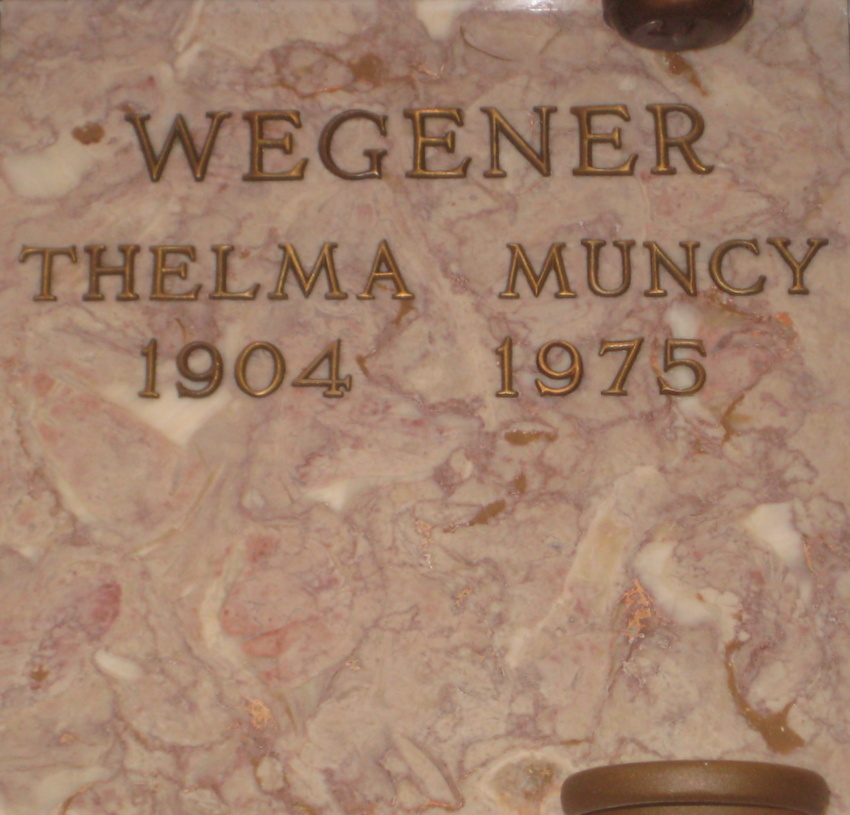 WEGENER
THELMA MUNCY
1904 1975